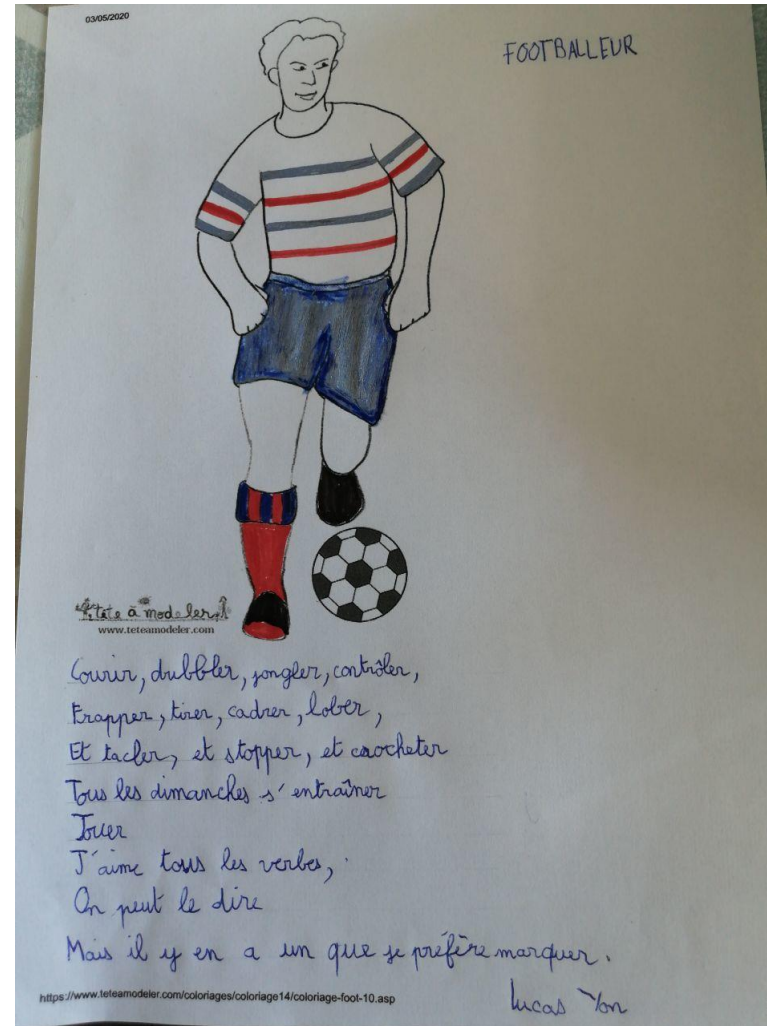 03/05/2020
FOOTBALLEUR
tête à modeler
www.teteamodeler.com
Courir, drubbler, jongler, contrôler,
Frapper, tirer, cadrer, lober,
Et tacler, et stopper, et crocheter
Tous les dimanches s'entraîner
Jouer
J'aime tous les verbes,
On peut le dire
Mais il y en a un que je préfère marquer.
https://www.teteamodeler.com/coloriages/coloriage14/coloriage-foot-10.asp
Lucas Yon